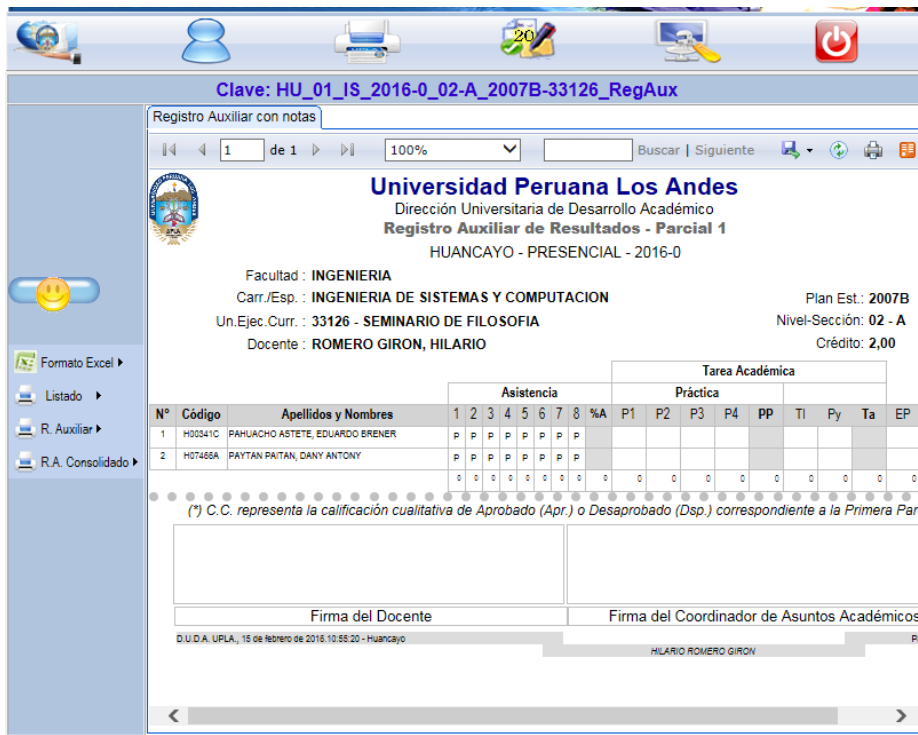 20
Clave: HU_01_IS_2016-0_02-A_2007B-33126_RegAux
Registro Auxiliar con notas
1 de 1 100% Buscar | Siguiente
Universidad Peruana Los Andes
Dirección Universitaria de Desarrollo Académico
Registro Auxiliar de Resultados - Parcial 1
HUANCAYO - PRESENCIAL - 2016-0
Facultad : INGENIERIA
Carr./Esp. : INGENIERIA DE SISTEMAS Y COMPUTACION Plan Est.: 2007B
Un.Ejec.Curr. : 33126 - SEMINARIO DE FILOSOFIA Nivel-Sección: 02 - A
Docente : ROMERO GIRON, HILARIO Crédito: 2,00
Formato Excel
Listado
R. Auxiliar
R.A. Consolidado
Tarea Académica
Asistencia Práctica
N° Código Apellidos y Nombres 1 2 3 4 5 6 7 8 %A P1 P2 P3 P4 PP TI Py Ta EP
1 H00341C PAHUACHO ASTETE, EDUARDO BRENER P P P P P P P P
2 H07466A PAYTAN PAITAN, DANY ANTONY P P P P P P P P
0 0 0 0 0 0 0 0 0 0 0 0 0 0 0 0 0 0
(*) C.C. representa la calificación cualitativa de Aprobado (Apr.) o Desaprobado (Dsp.) correspondiente a la Primera Par
Firma del Docente Firma del Coordinador de Asuntos Académicos
D.U.D.A. UPLA., 15 de febrero de 2016.10:55:20 - Huancayo P
HILARIO ROMERO GIRON